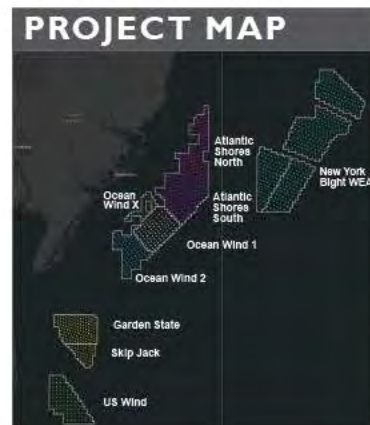 PROJECT MAP
Atlantic
Shores
North
New York
Bight WEA
Ocean
Wind X
Atlantic
Shores
South
Ocean Wind 1
Ocean Wind 2
Garden State
Skip Jack
US Wind